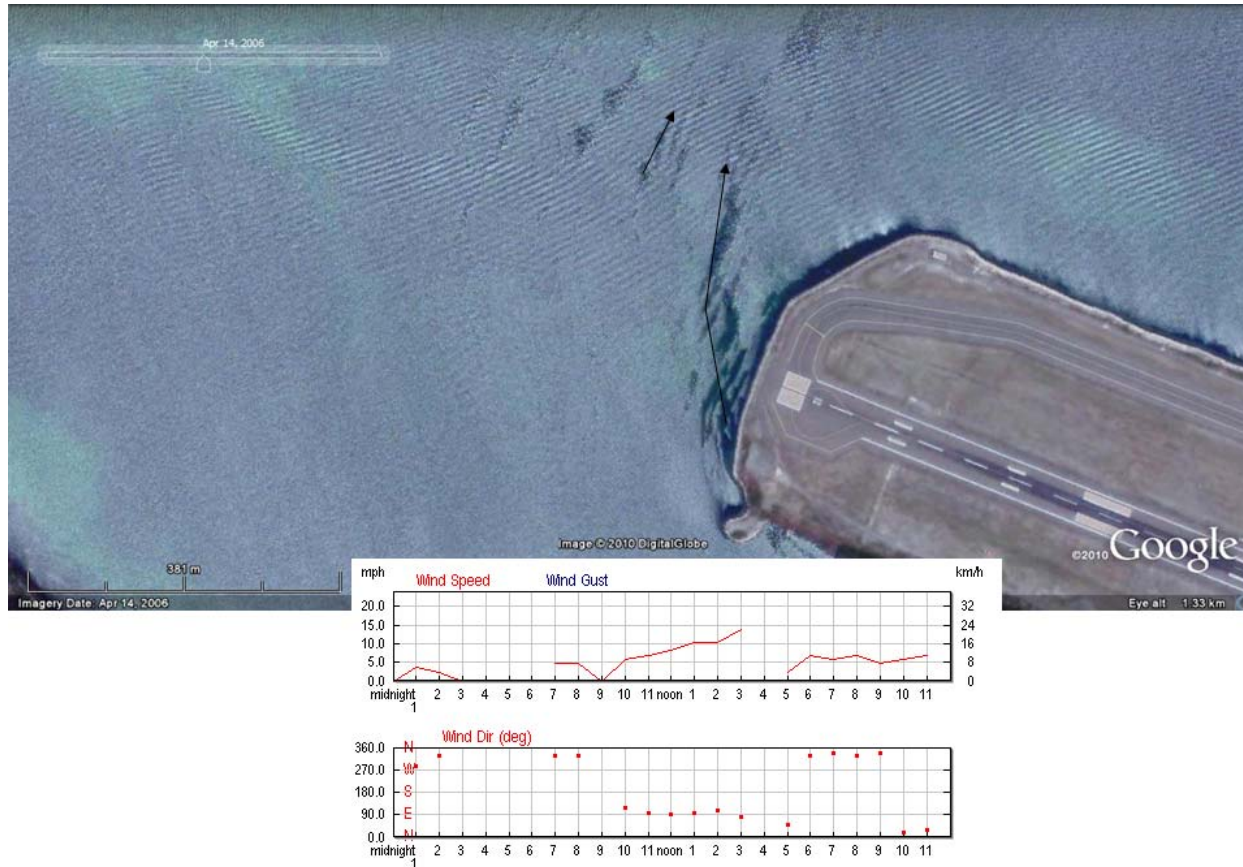 Apr 14, 2006
Image © 2010 DigitalGlobe
©2010 Google
381 m
Imagery Date: Apr 14, 2006
Eye alt 1.33 km
mph Wind Speed Wind Gust km/h
20.0 32
15.0 24
10.0 16
5.0 8
0.0 0
midnight 1 2 3 4 5 6 7 8 9 10 11 noon 1 2 3 4 5 6 7 8 9 10 11
Wind Dir (deg)
360.0 N
270.0 W
180.0 S
90.0 E
0.0 N
midnight 1 2 3 4 5 6 7 8 9 10 11 noon 1 2 3 4 5 6 7 8 9 10 11